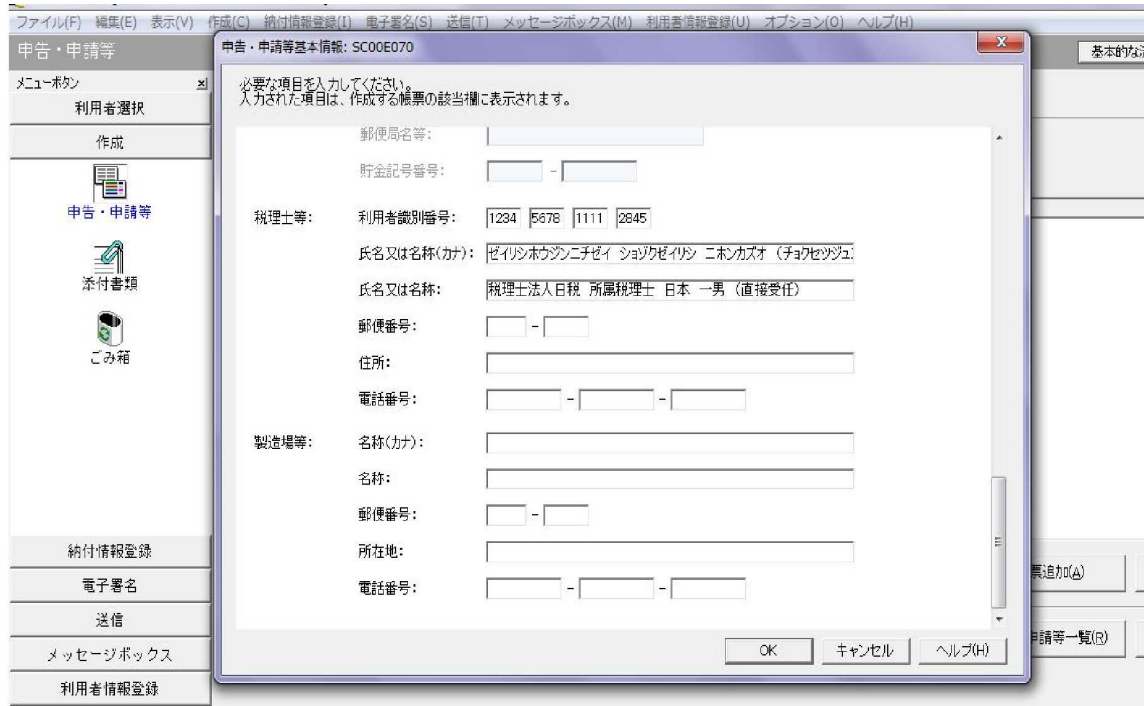 ファイル(F) 編集(E) 表示(V) 作成(C) 納付情報登録(I) 電子署名(S) 送信(T) メッセージボックス(M) 利用者情報登録(U) オプション(O) ヘルプ(H)
申告・申請等
基本的な
メニューボタン
利用者選択
作成
申告・申請等
添付書類
ごみ箱
納付情報登録
電子署名
送信
メッセージボックス
利用者情報登録
申告・申請等基本情報: SC00E070
必要な項目を入力してください。
入力された項目は、作成する帳票の該当欄に表示されます。
郵便局名等:
貯金記号番号: -
税理士等: 利用者識別番号: 1234 5678 1111 2845
氏名又は名称(カナ): ゼイリシホウジンニチゼイ ショゾクゼイリシ ニホンカズオ (チョクセツジュ
氏名又は名称: 税理士法人日税 所属税理士 日本 一男 (直接受任)
郵便番号: -
住所:
電話番号: - -
製造場等: 名称(カナ):
名称:
郵便番号: -
所在地:
電話番号: - -
OK キャンセル ヘルプ(H)
票追加(A)
申請等一覧(R)